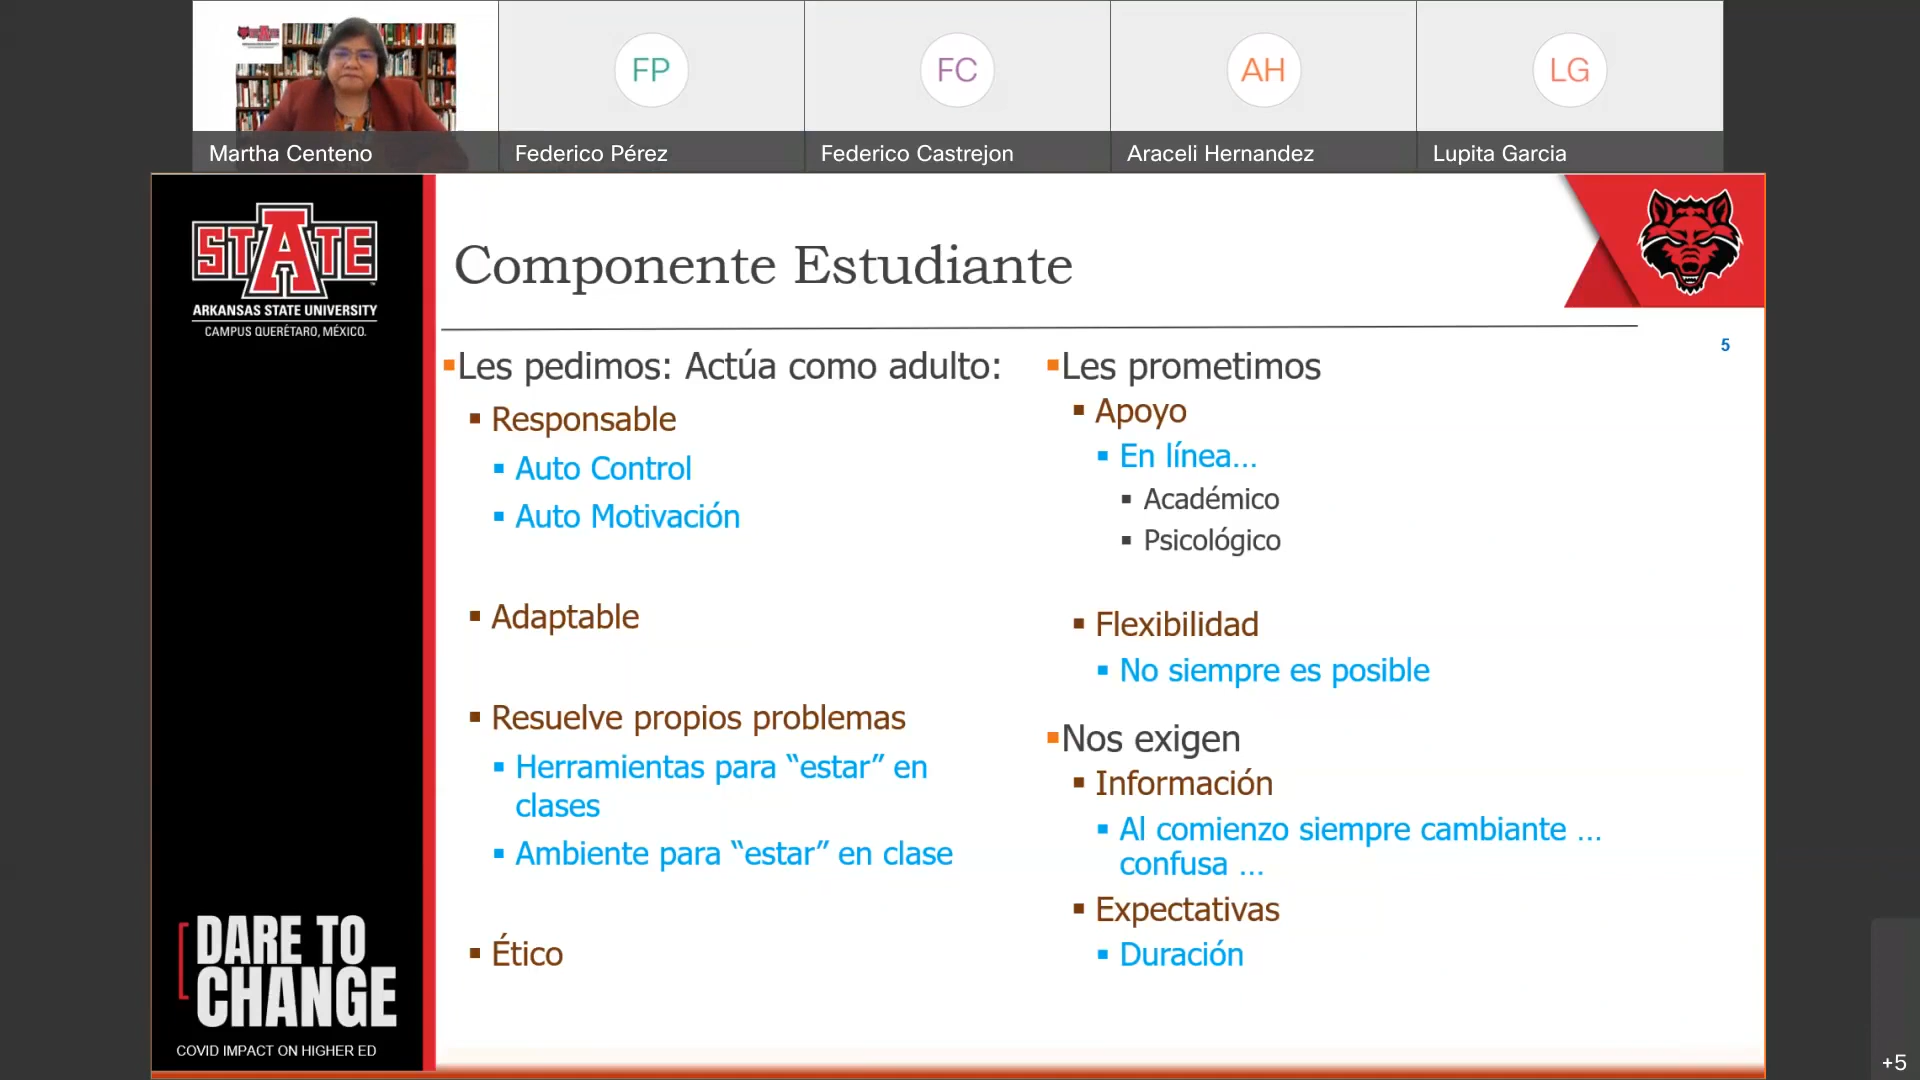 FP
FC
AH
LG
Martha Centeno
Federico Pérez
Federico Castrejon
Araceli Hernandez
Lupita Garcia
STATE
ARKANSAS STATE UNIVERSITY
CAMPUS QUERÉTARO, MÉXICO.
Componente Estudiante
5
Les pedimos: Actúa como adulto:
Responsable
Auto Control
Auto Motivación
Adaptable
Resuelve propios problemas
Herramientas para “estar” en
clases
Ambiente para “estar” en clase
Ético
Les prometimos
Apoyo
En línea...
Académico
Psicológico
Flexibilidad
No siempre es posible
Nos exigen
Información
Al comienzo siempre cambiante ...
confusa ...
Expectativas
Duración
DARE TO
CHANGE
COVID IMPACT ON HIGHER ED
+5